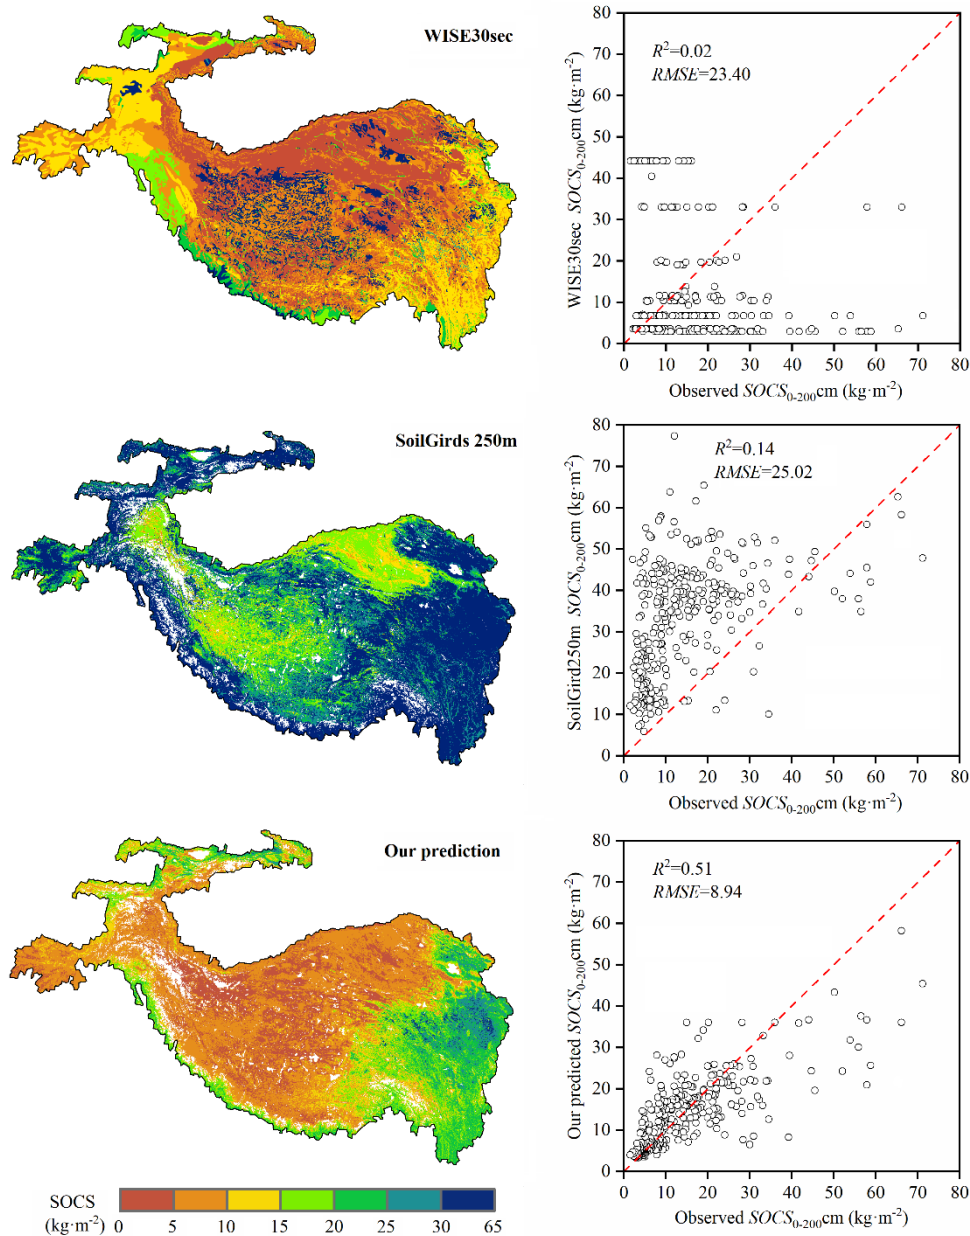 WISE30sec
R²=0.02
RMSE=23.40
WISE30sec SOCS₀₋₂₀₀cm (kg·m⁻²)
80
70
60
50
40
30
20
10
0
0 10 20 30 40 50 60 70 80
Observed SOCS₀₋₂₀₀cm (kg·m⁻²)
SoilGirds 250m
R²=0.14
RMSE=25.02
SoilGird250m SOCS₀₋₂₀₀cm (kg·m⁻²)
80
70
60
50
40
30
20
10
0
0 10 20 30 40 50 60 70 80
Observed SOCS₀₋₂₀₀cm (kg·m⁻²)
Our prediction
R²=0.51
RMSE=8.94
Our predicted SOCS₀₋₂₀₀cm (kg·m⁻²)
80
70
60
50
40
30
20
10
0
0 10 20 30 40 50 60 70 80
Observed SOCS₀₋₂₀₀cm (kg·m⁻²)
SOCS
(kg·m⁻²)
0 5 10 15 20 25 30 65